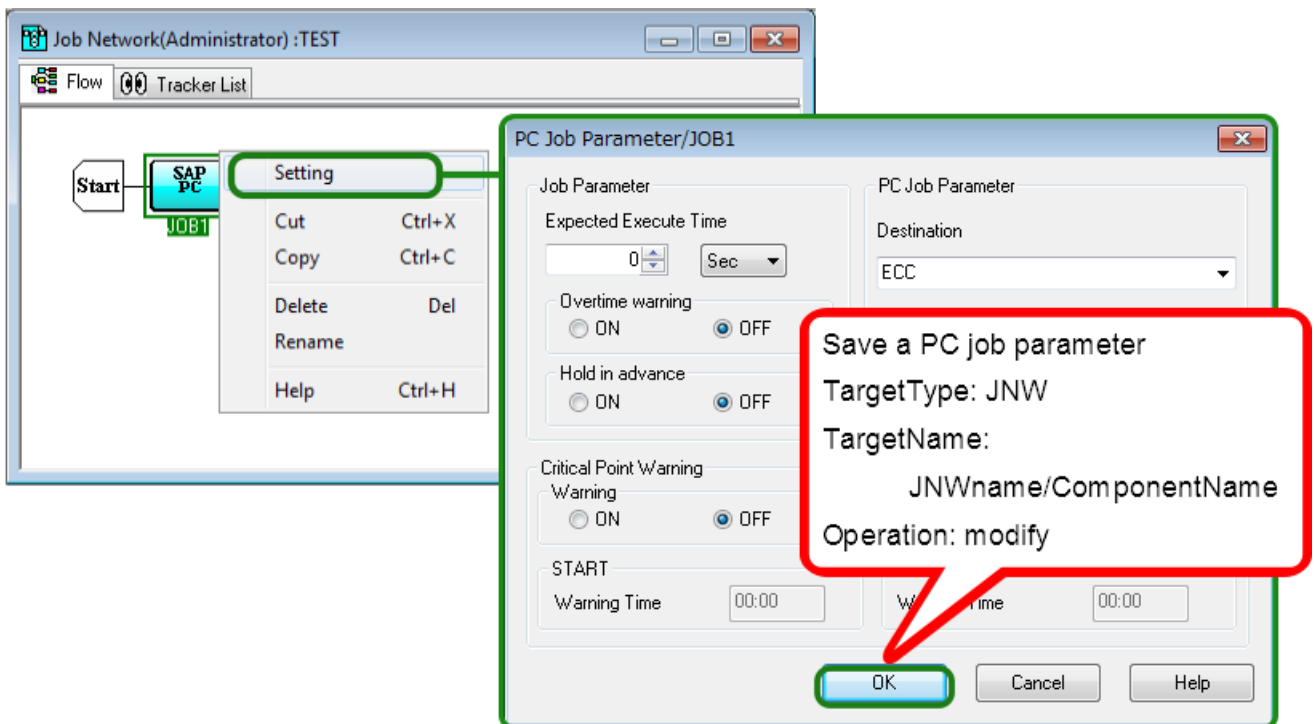 Job Network(Administrator) :TEST
Flow
Tracker List
Start
SAP
PC
JOB1
Setting
Cut Ctrl+X
Copy Ctrl+C
Delete Del
Rename
Help Ctrl+H
PC Job Parameter/JOB1
Job Parameter
Expected Execute Time
0 Sec
Overtime warning
ON OFF
Hold in advance
ON OFF
PC Job Parameter
Destination
ECC
Critical Point Warning
Warning
ON OFF
START
Warning Time 00:00
00:00
Save a PC job parameter
TargetType: JNW
TargetName:
JNWname/ComponentName
Operation: modify
OK Cancel Help